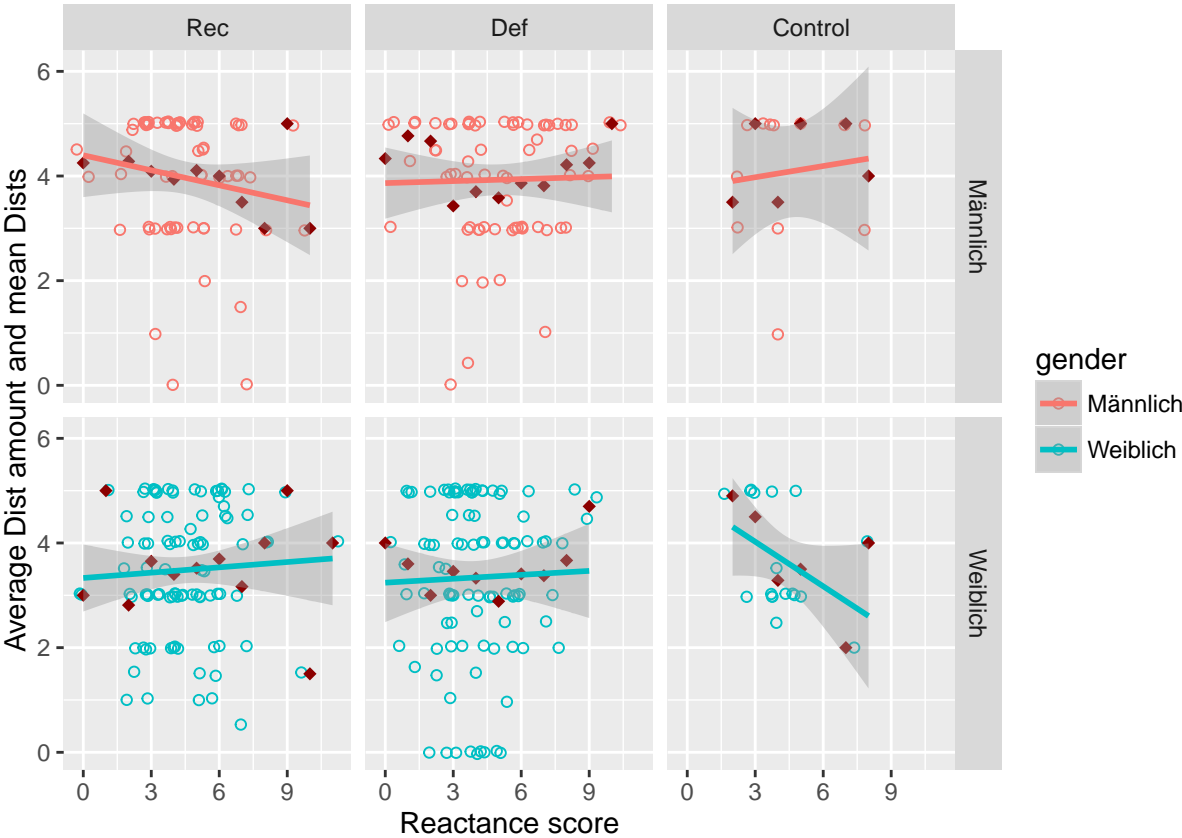 Rec
Def
Control
Average Dist amount and mean Dists
6
4
2
0
Männlich
6
4
2
0
Weiblich
0 3 6 9
0 3 6 9
0 3 6 9
Reactance score
gender
Männlich
Weiblich